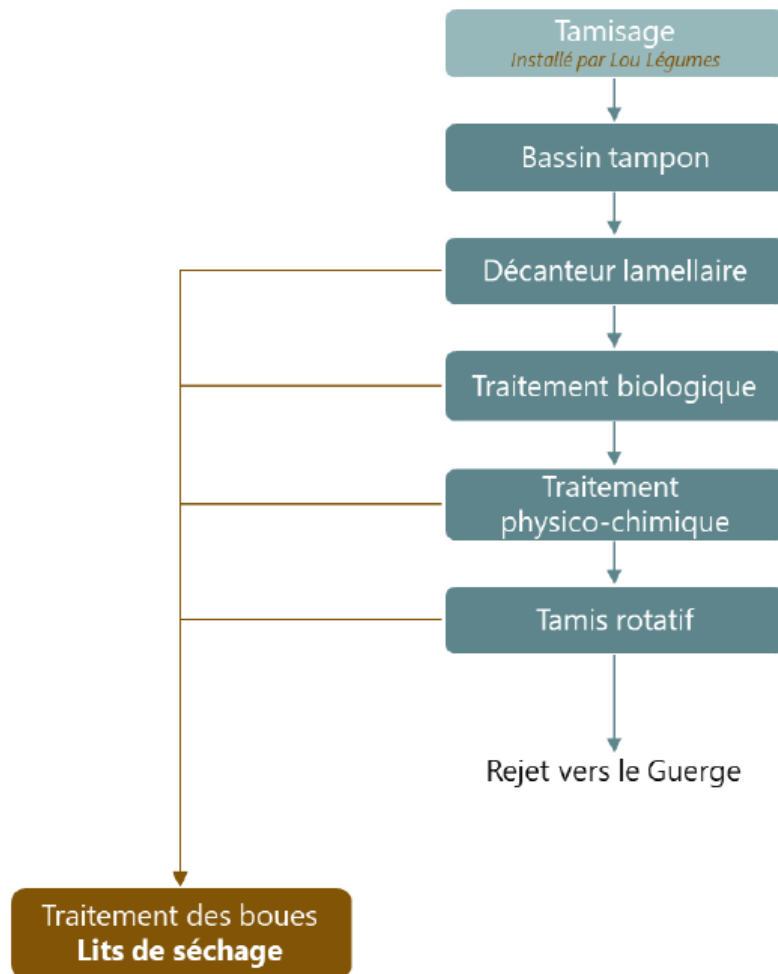 Tamisage
Installé par Lou Légumes
Bassin tampon
Décanteur lamellaire
Traitement biologique
Traitement
physico-chimique
Tamis rotatif
Rejet vers le Guerge
Traitement des boues
Lits de séchage